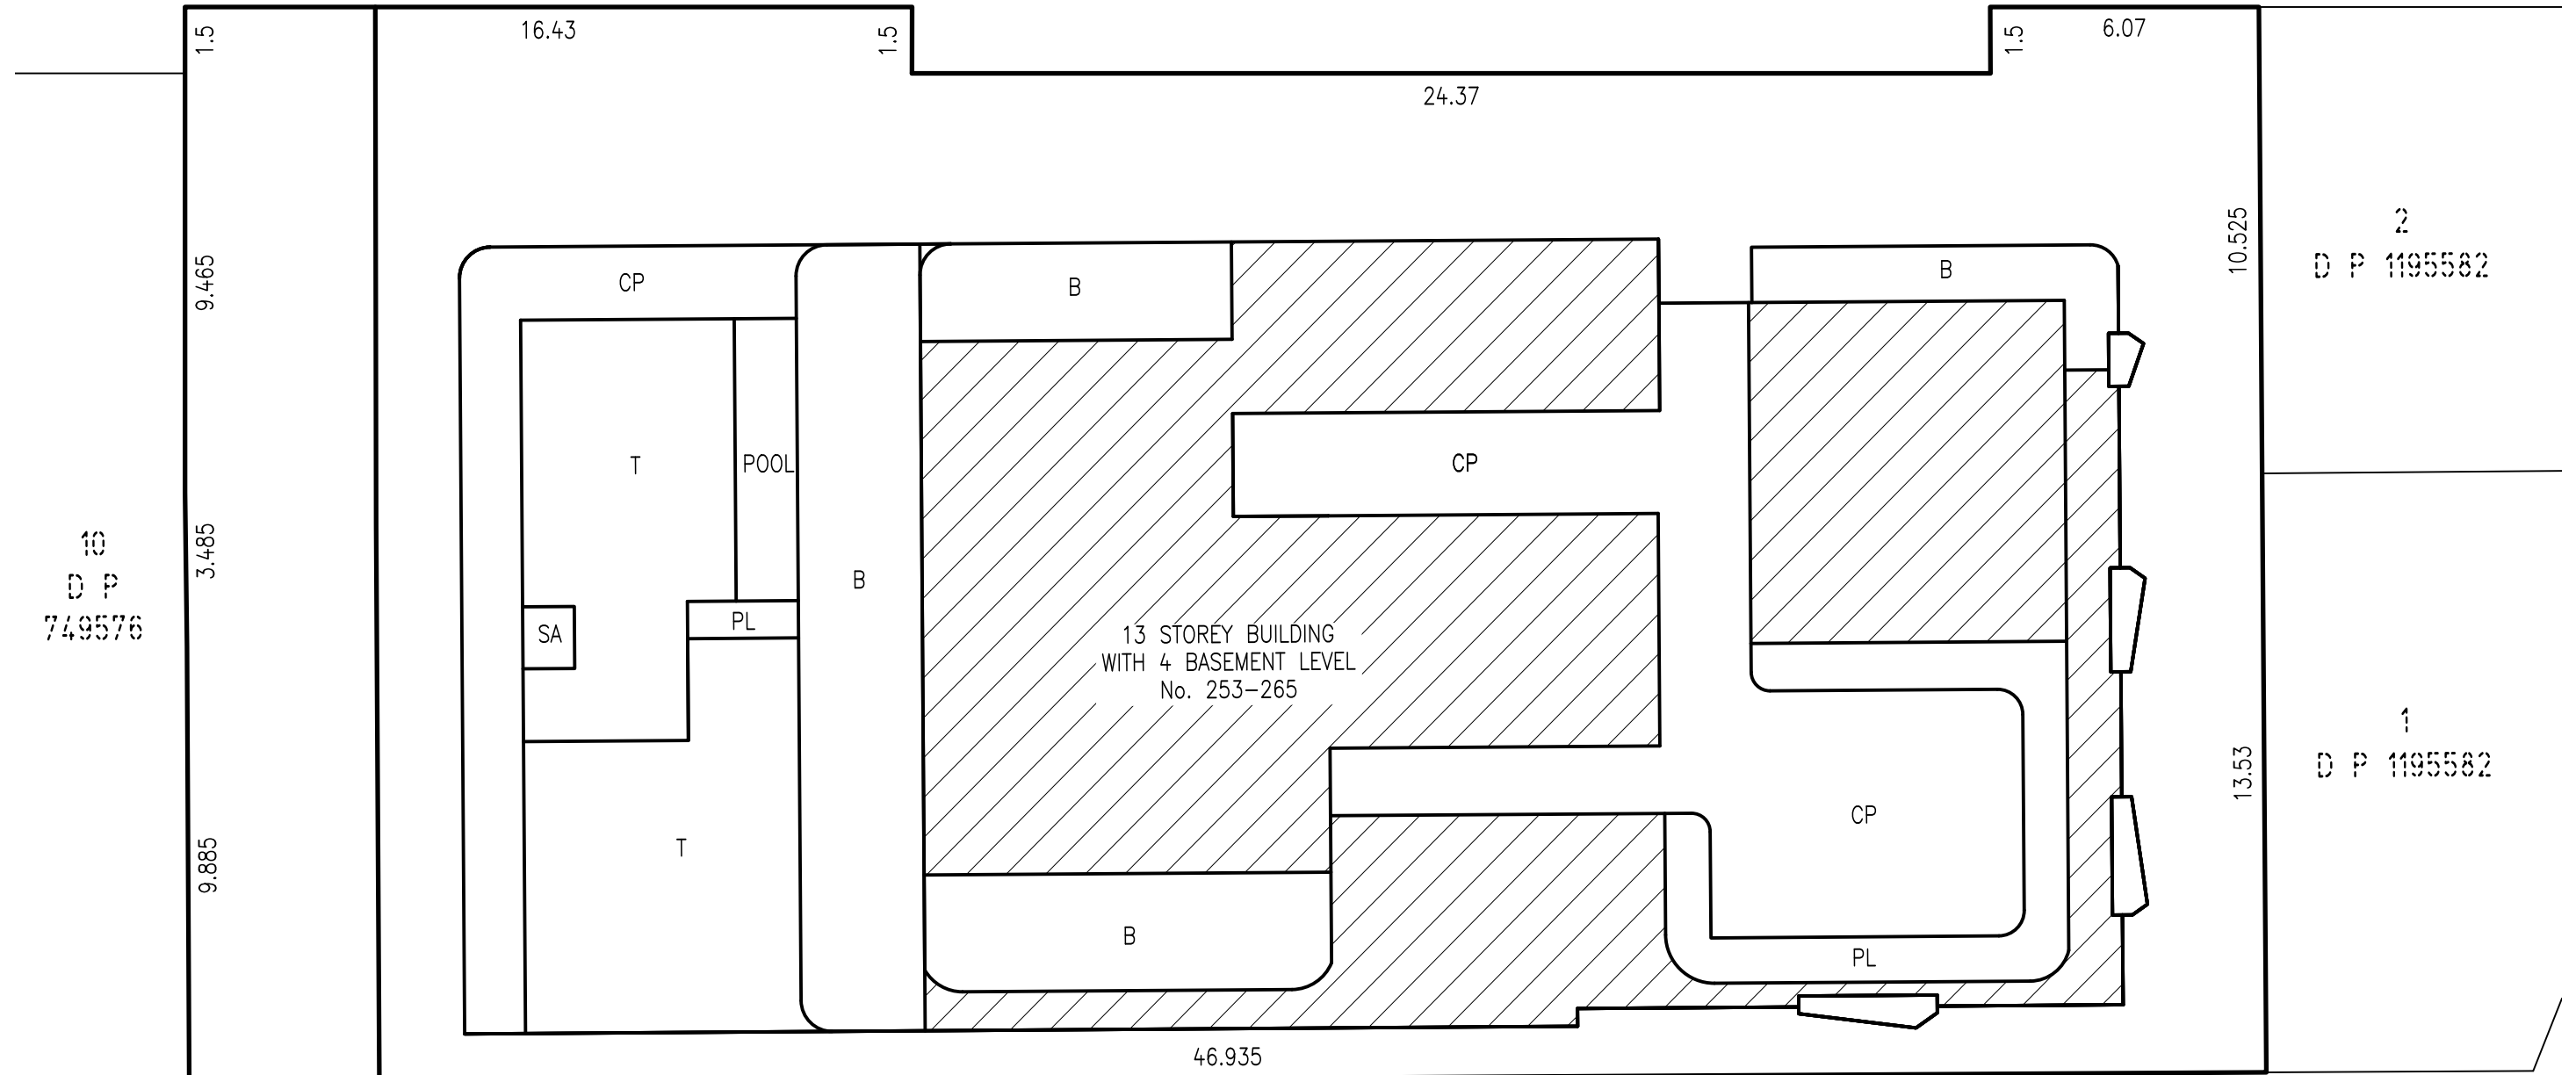 1.5
16.43
1.5
1.5
6.07
24.37
2
D P 1195582
10.525
9.465
CP
B
B
T
POOL
CP
10
D P
749576
3.485
B
SA
PL
13 STOREY BUILDING
WITH 4 BASEMENT LEVEL
No. 253-265
1
D P 1195582
13.53
CP
9.885
T
B
PL
46.935